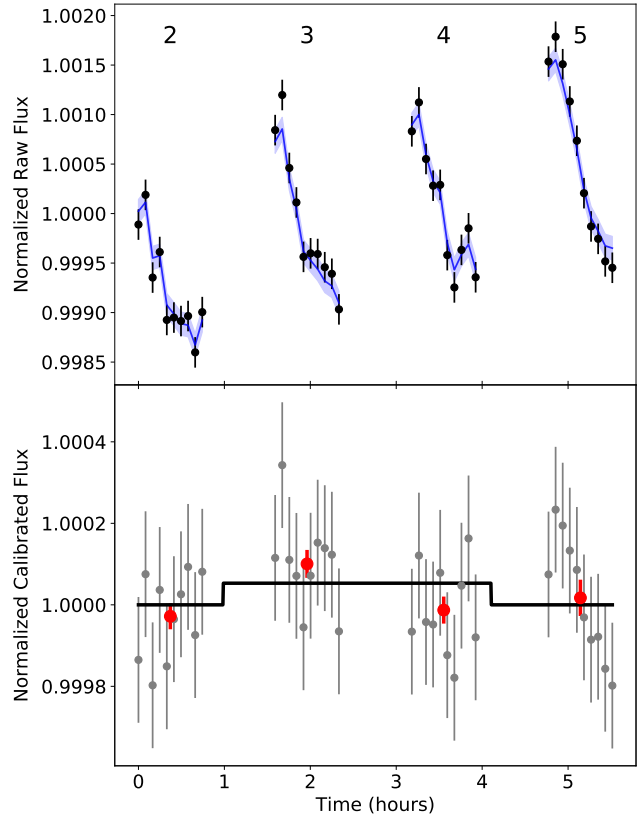 2 3 4 5
1.0020
1.0015
1.0010
1.0005
1.0000
0.9995
0.9990
0.9985
Normalized Raw Flux
1.0004
1.0002
1.0000
0.9998
Normalized Calibrated Flux
0 1 2 3 4 5
Time (hours)